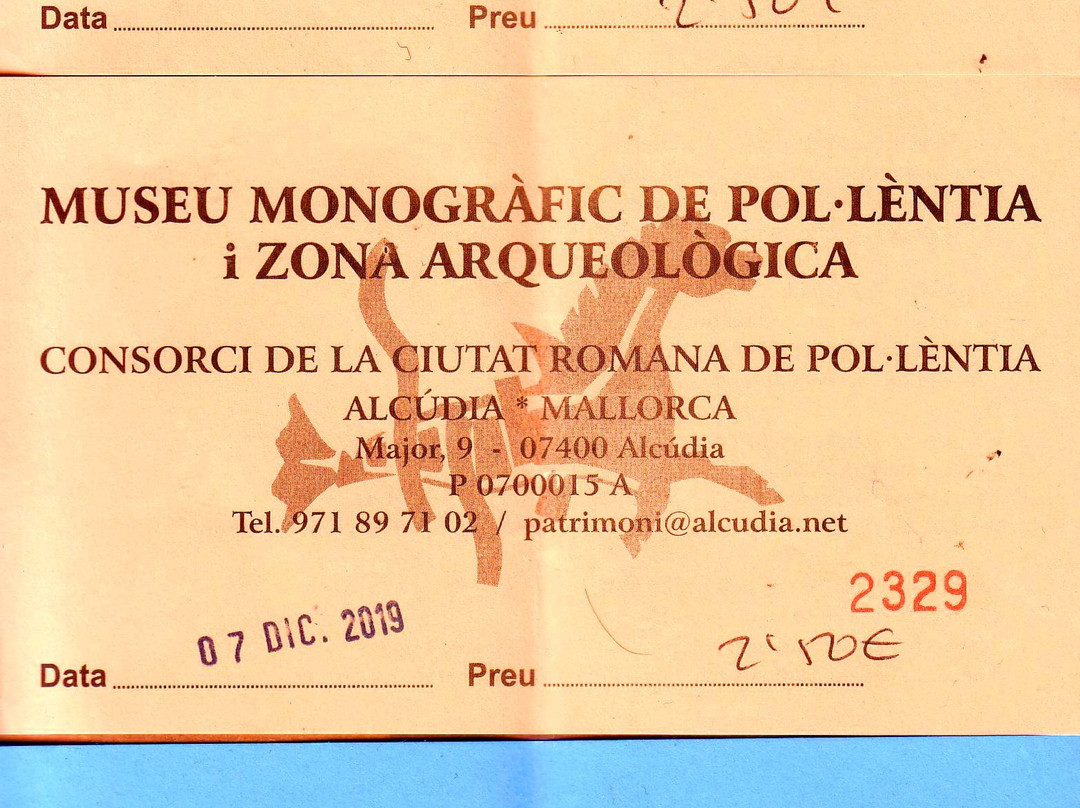 Data Preu 2'50€
MUSEU MONOGRÀFIC DE POL·LÈNTIA
i ZONA ARQUEOLÒGICA
CONSORCI DE LA CIUTAT ROMANA DE POL·LÈNTIA
ALCÚDIA * MALLORCA
Major, 9 - 07400 Alcúdia
P 0700015 A
Tel. 971 89 71 02 / patrimoni@alcudia.net
2329
07 DIC. 2019 2'50€
Data Preu